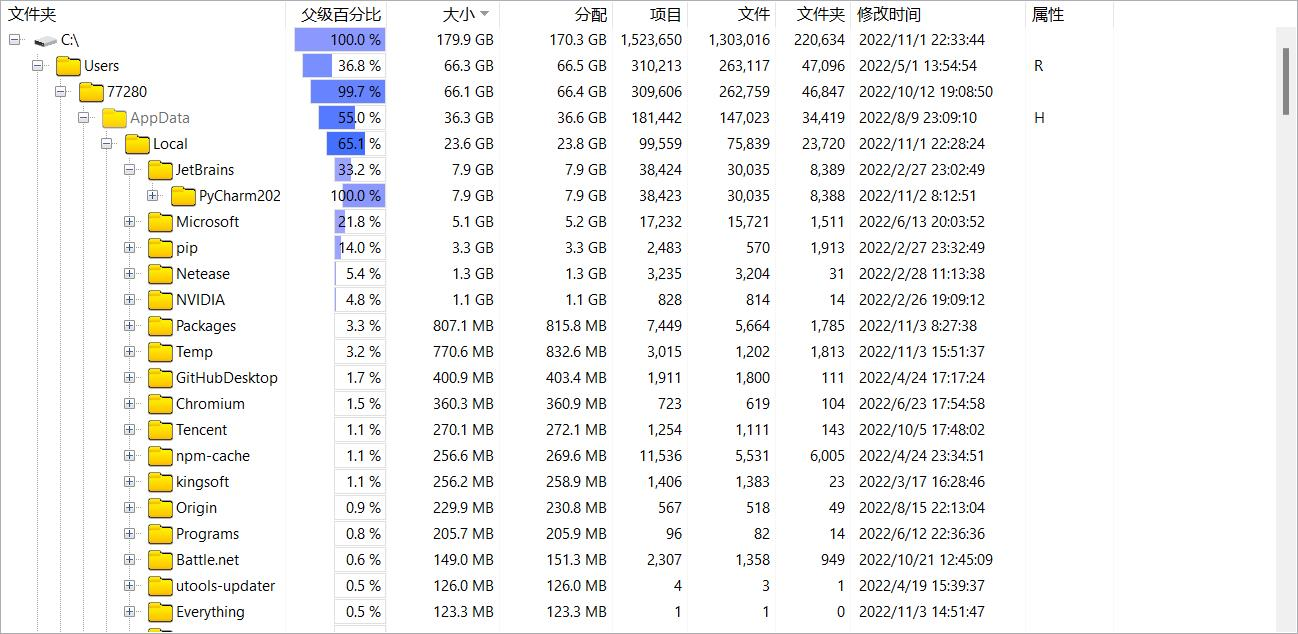 文件夹 父级百分比 大小 分配 项目 文件 文件夹 修改时间 属性
C:\ 100.0 % 179.9 GB 170.3 GB 1,523,650 1,303,016 220,634 2022/11/1 22:33:44
Users 36.8 % 66.3 GB 66.5 GB 310,213 263,117 47,096 2022/5/1 13:54:54 R
77280 99.7 % 66.1 GB 66.4 GB 309,606 262,759 46,847 2022/10/12 19:08:50
AppData 55.0 % 36.3 GB 36.6 GB 181,442 147,023 34,419 2022/8/9 23:09:10 H
Local 65.1 % 23.6 GB 23.8 GB 99,559 75,839 23,720 2022/11/1 22:28:24
JetBrains 33.2 % 7.9 GB 7.9 GB 38,424 30,035 8,389 2022/2/27 23:02:49
PyCharm202 100.0 % 7.9 GB 7.9 GB 38,423 30,035 8,388 2022/11/2 8:12:51
Microsoft 21.8 % 5.1 GB 5.2 GB 17,232 15,721 1,511 2022/6/13 20:03:52
pip 14.0 % 3.3 GB 3.3 GB 2,483 570 1,913 2022/2/27 23:32:49
Netease 5.4 % 1.3 GB 1.3 GB 3,235 3,204 31 2022/2/28 11:13:38
NVIDIA 4.8 % 1.1 GB 1.1 GB 828 814 14 2022/2/26 19:09:12
Packages 3.3 % 807.1 MB 815.8 MB 7,449 5,664 1,785 2022/11/3 8:27:38
Temp 3.2 % 770.6 MB 832.6 MB 3,015 1,202 1,813 2022/11/3 15:51:37
GitHubDesktop 1.7 % 400.9 MB 403.4 MB 1,911 1,800 111 2022/4/24 17:17:24
Chromium 1.5 % 360.3 MB 360.9 MB 723 619 104 2022/6/23 17:54:58
Tencent 1.1 % 270.1 MB 272.1 MB 1,254 1,111 143 2022/10/5 17:48:02
npm-cache 1.1 % 256.6 MB 269.6 MB 11,536 5,531 6,005 2022/4/24 23:34:51
kingsoft 1.1 % 256.2 MB 258.9 MB 1,406 1,383 23 2022/3/17 16:28:46
Origin 0.9 % 229.9 MB 230.8 MB 567 518 49 2022/8/15 22:13:04
Programs 0.8 % 205.7 MB 205.9 MB 96 82 14 2022/6/12 22:36:36
Battle.net 0.6 % 149.0 MB 151.3 MB 2,307 1,358 949 2022/10/21 12:45:09
utools-updater 0.5 % 126.0 MB 126.0 MB 4 3 1 2022/4/19 15:39:37
Everything 0.5 % 123.3 MB 123.3 MB 1 1 0 2022/11/3 14:51:47